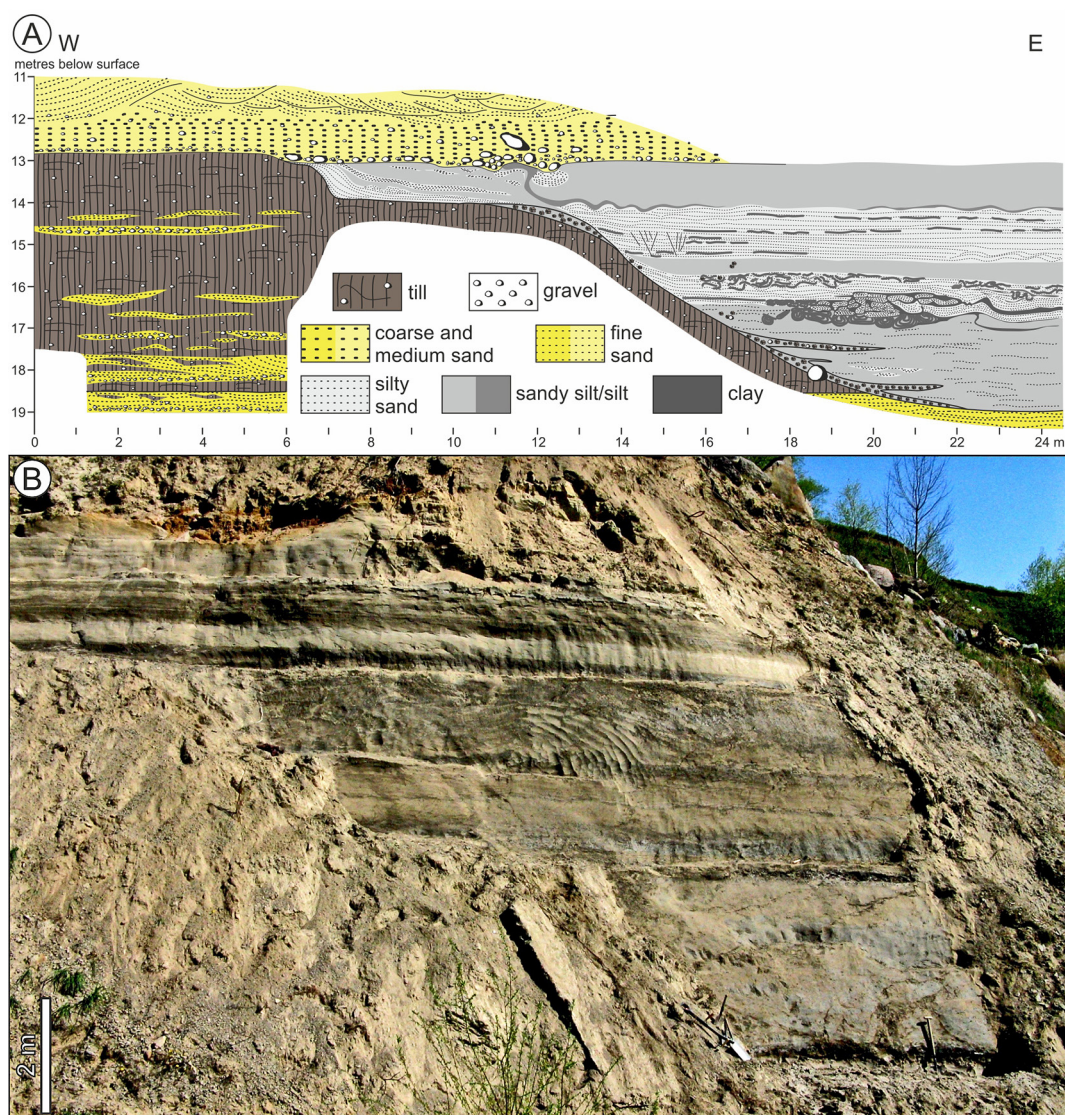 A W E
metres below surface
11
12
13
14
15
16
17
18
19
till
gravel
coarse and
medium sand
fine
sand
silty
sand
sandy silt/silt
clay
0 2 4 6 8 10 12 14 16 18 20 22 24 m
B
2 m